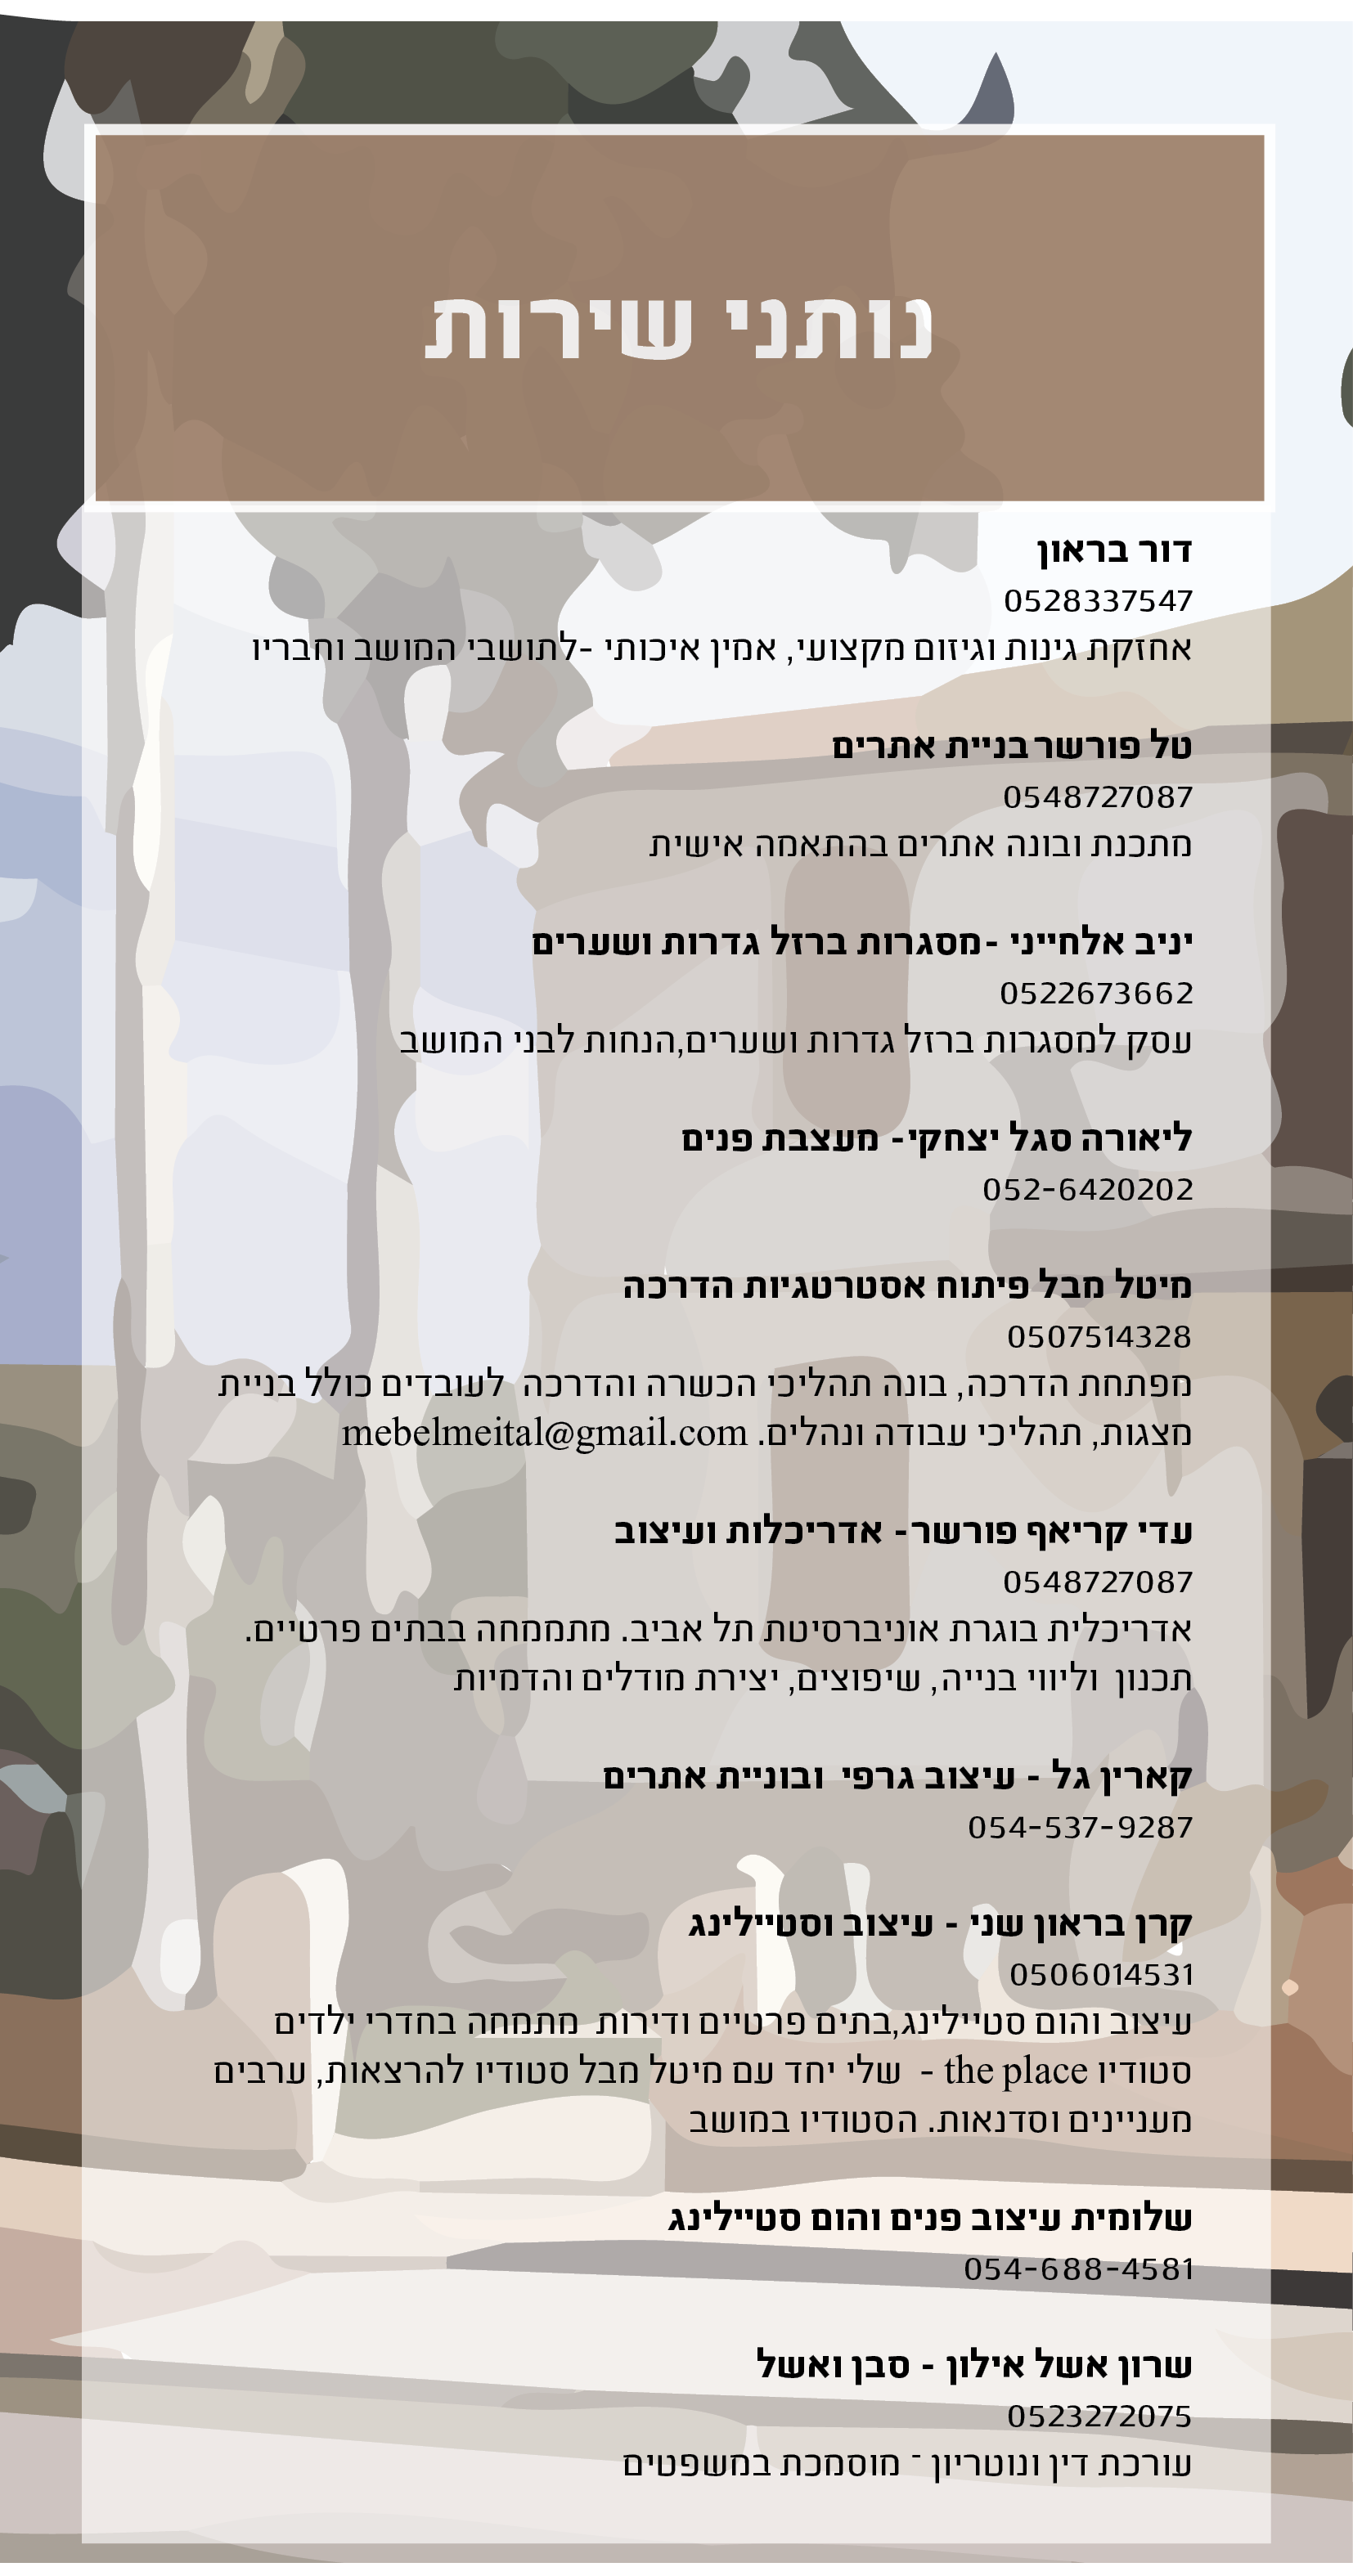 נותני שירות
דור בראון
0528337547
אחזקת גינות וגיזום מקצועי, אמין איכותי -לתושבי המושב וחבריו
טל פורשר בניית אתרים
0548727087
מתכנת ובונה אתרים בהתאמה אישית
יניב אלחייני -מסגרות ברזל גדרות ושערים
0522673662
עסק למסגרות ברזל גדרות ושערים,הנחות לבני המושב
ליאורה סגל יצחקי- מעצבת פנים
052-6420202
מיטל מבל פיתוח אסטרטגיות הדרכה
0507514328
מפתחת הדרכה, בונה תהליכי הכשרה והדרכה לעובדים כולל בניית
מצגות, תהליכי עבודה ונהלים. mebelmeital@gmail.com
עדי קריאף פורשר- אדריכלות ועיצוב
0548727087
אדריכלית בוגרת אוניברסיטת תל אביב. מתממחה בבתים פרטיים.
תכנון וליווי בנייה, שיפוצים, יצירת מודלים והדמיות
קארין גל - עיצוב גרפי ובוניית אתרים
054-537-9287
קרן בראון שני - עיצוב וסטיילינג
0506014531
עיצוב והום סטיילינג,בתים פרטיים ודירות מתמחה בחדרי ילדים
סטודיו the place - שלי יחד עם מיטל מבל סטודיו להרצאות, ערבים
מעניינים וסדנאות. הסטודיו במושב
שלומית עיצוב פנים והום סטיילינג
054-688-4581
שרון אשל אילון - סבן ואשל
0523272075
עורכת דין ונוטריון - מוסמכת במשפטים